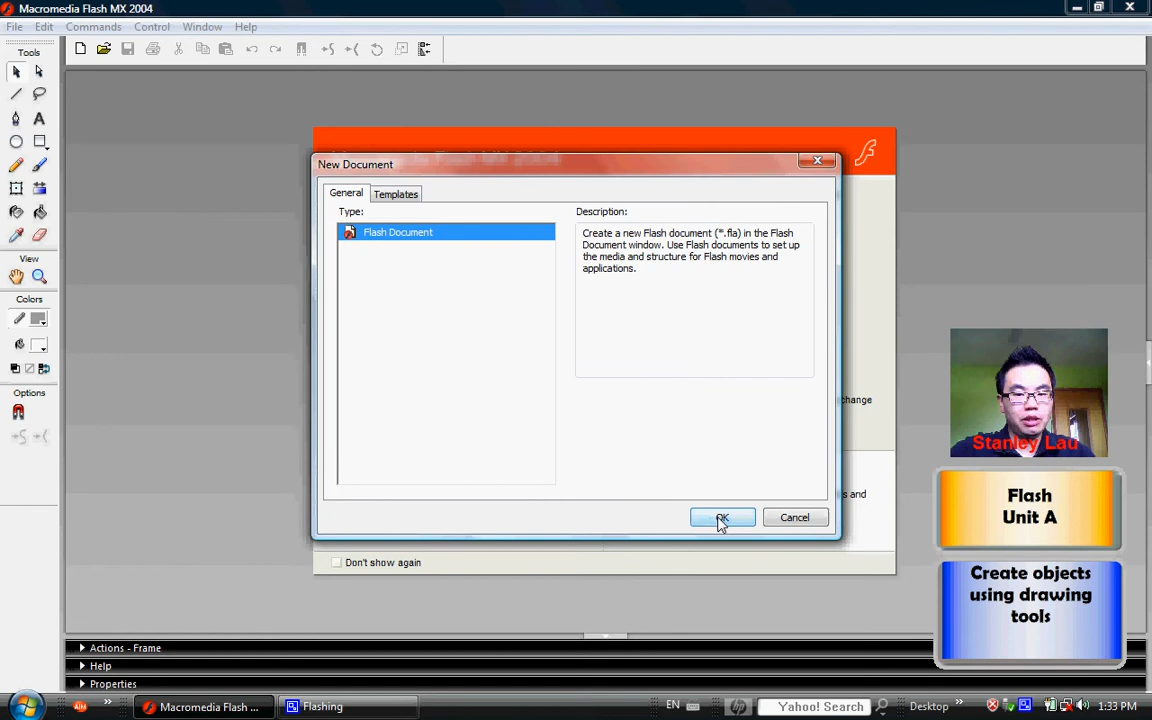 Macromedia Flash MX 2004
File Edit Commands Control Window Help
Tools
View
Colors
Options
New Document
General Templates
Type:
Flash Document
Description:
Create a new Flash document (*.fla) in the Flash
Document window. Use Flash documents to set up
the media and structure for Flash movies and
applications.
change
s and
OK Cancel
Don't show again
Stanley Lau
Flash
Unit A
Create objects
using drawing
tools
Actions - Frame
Help
Properties
Macromedia Flash ... Flashing EN Yahoo! Search Desktop 1:33 PM